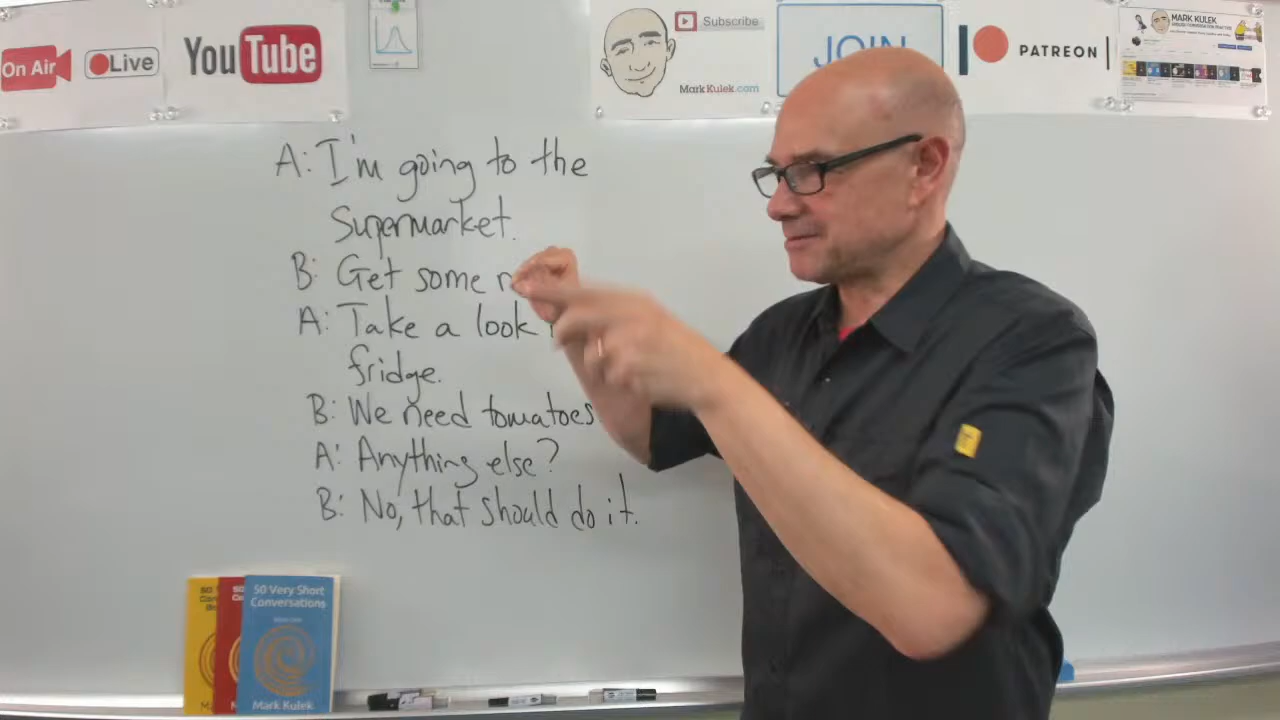 On Air
Live
YouTube
Subscribe
MarkKulek.com
JOIN
PATREON
MARK KULEK
A: I'm going to the
Supermarket.
B: Get some
A: Take a look
fridge.
B: We need tomatoes
A: Anything else?
B: No, that should do it.
50 Very Short
Conversations
Mark Kulek